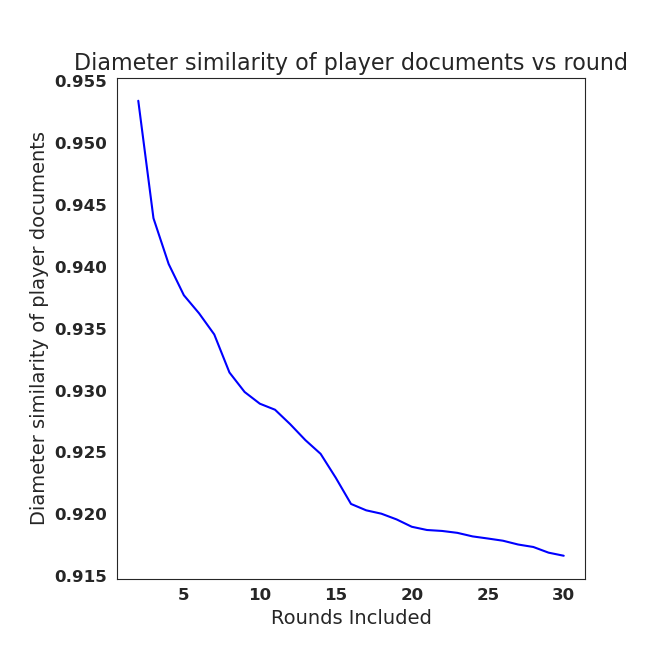 Diameter similarity of player documents vs round
Diameter similarity of player documents
0.955
0.950
0.945
0.940
0.935
0.930
0.925
0.920
0.915
5 10 15 20 25 30
Rounds Included